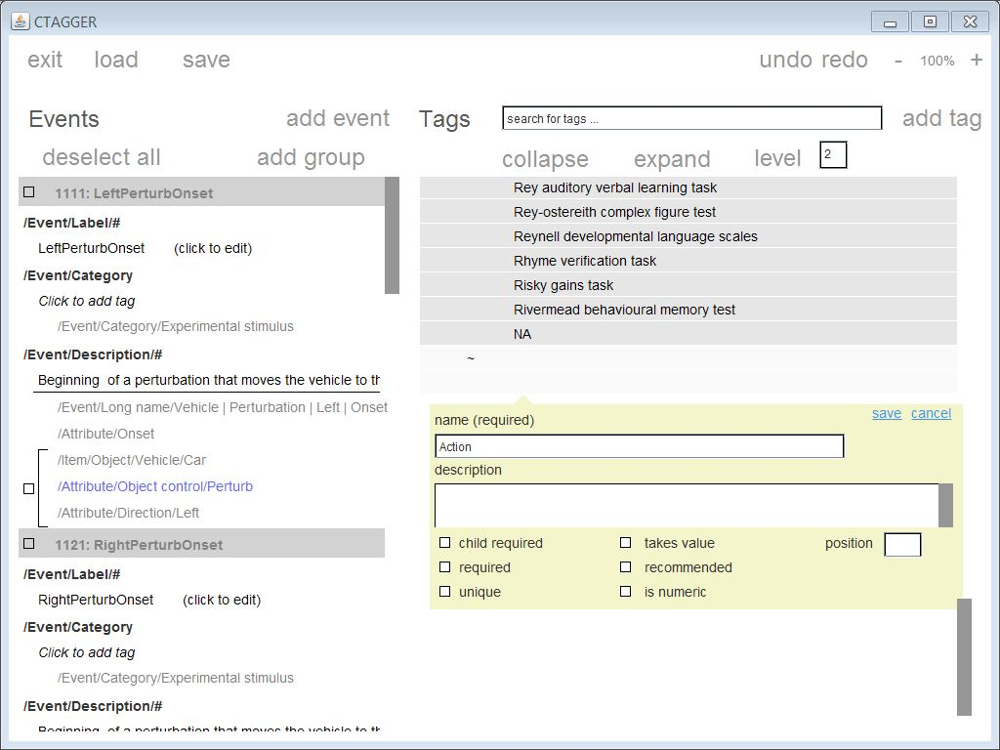 CTAGGER
exit load save undo redo - 100% +
Events add event
deselect all add group
1111: LeftPerturbOnset
/Event/Label/#
LeftPerturbOnset (click to edit)
/Event/Category
Click to add tag
/Event/Category/Experimental stimulus
/Event/Description/#
Beginning of a perturbation that moves the vehicle to th
/Event/Long name/Vehicle | Perturbation | Left | Onset
/Attribute/Onset
/Item/Object/Vehicle/Car
/Attribute/Object control/Perturb
/Attribute/Direction/Left
1121: RightPerturbOnset
/Event/Label/#
RightPerturbOnset (click to edit)
/Event/Category
Click to add tag
/Event/Category/Experimental stimulus
/Event/Description/#
Beginning of a perturbation that moves the vehicle to th
Tags search for tags ... add tag
collapse expand level 2
Rey auditory verbal learning task
Rey-ostereith complex figure test
Reynell developmental language scales
Rhyme verification task
Risky gains task
Rivermead behavioural memory test
NA
~
name (required) save cancel
Action
description
child required takes value position
required recommended
unique is numeric